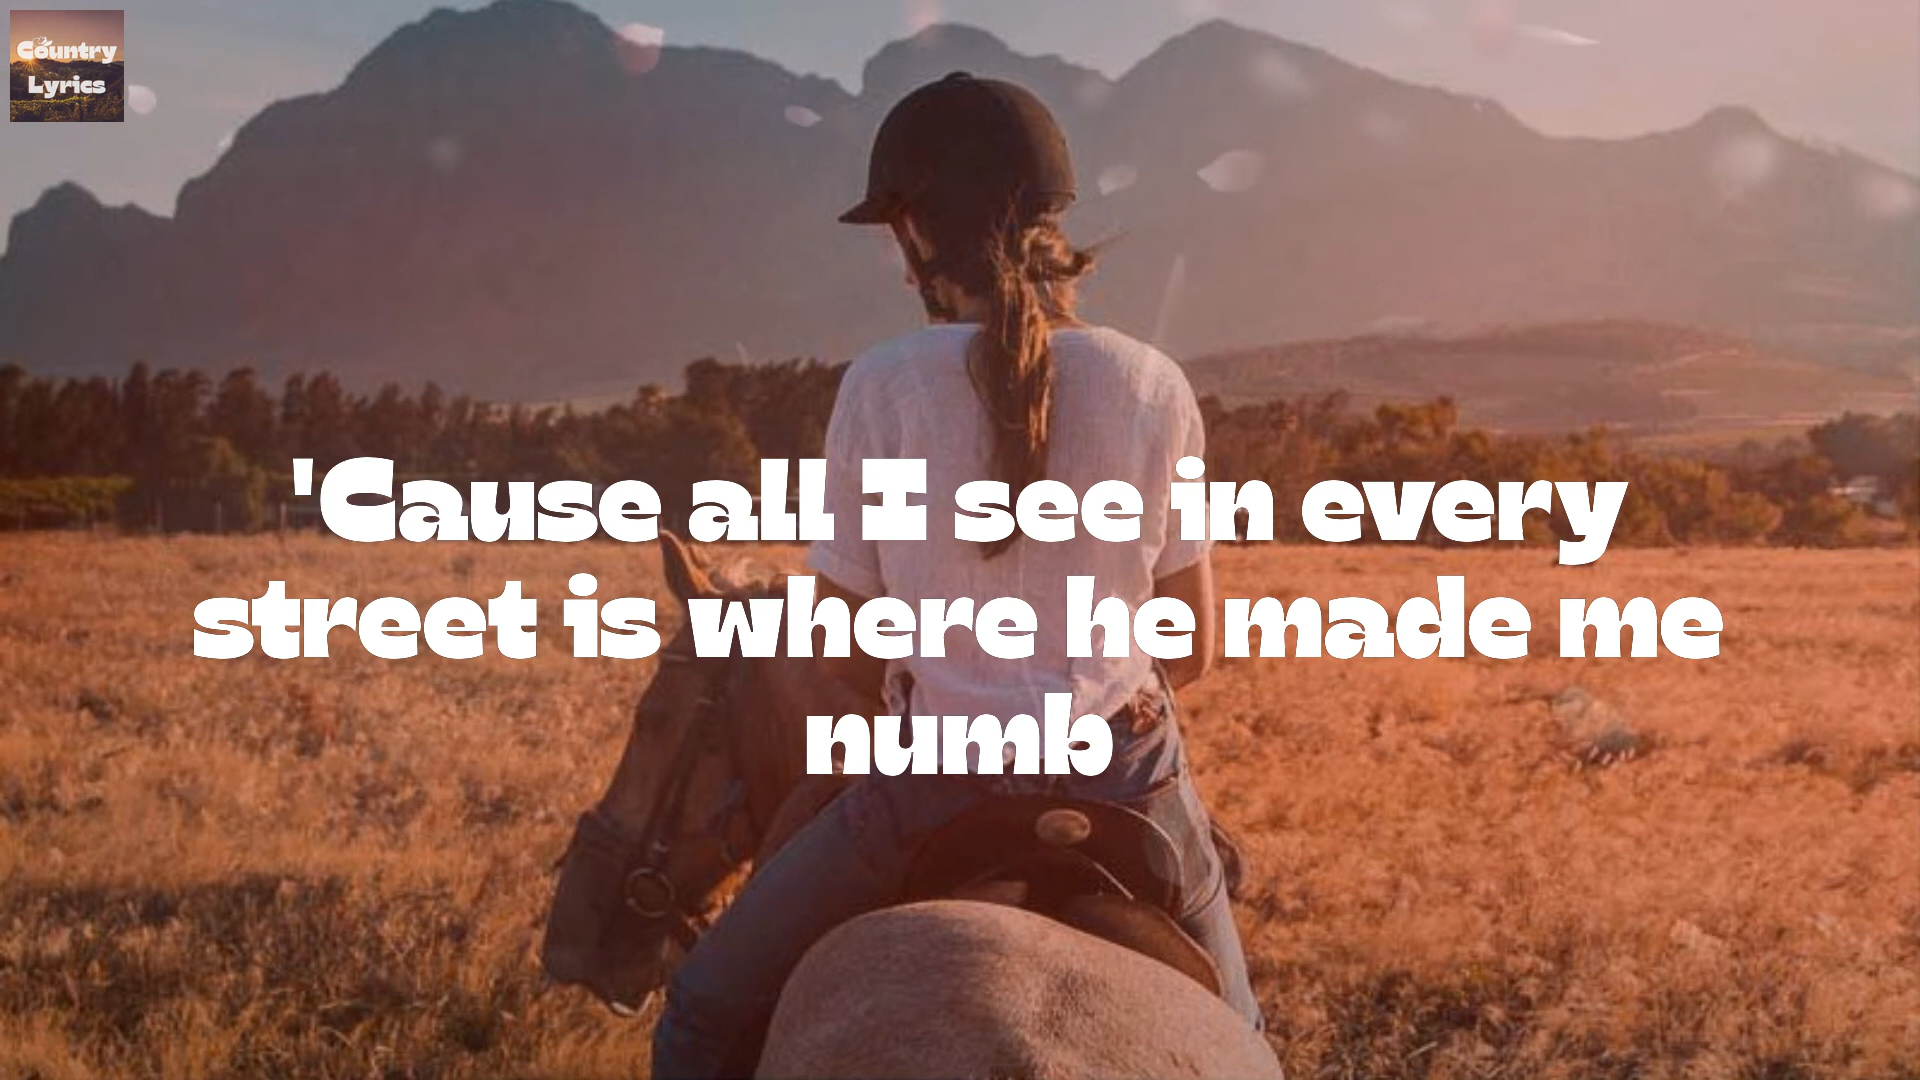 Country
Lyrics
'Cause all I see in every
street is where he made me
numb